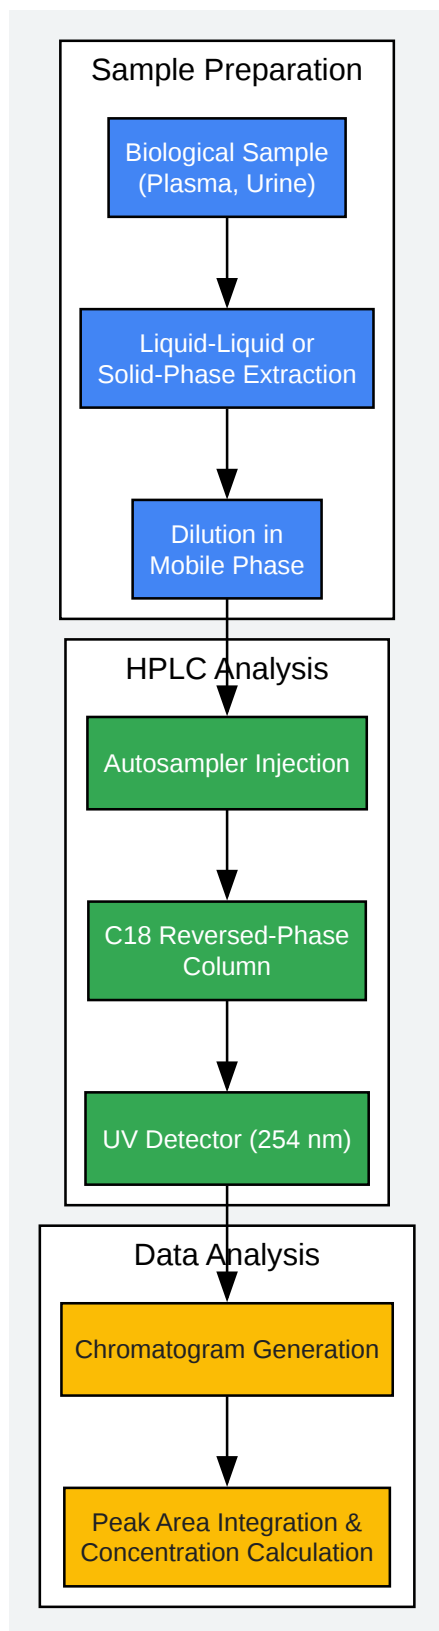 Sample Preparation
Biological Sample
(Plasma, Urine)
Liquid-Liquid or
Solid-Phase Extraction
Dilution in
Mobile Phase
HPLC Analysis
Autosampler Injection
C18 Reversed-Phase
Column
UV Detector (254 nm)
Data Analysis
Chromatogram Generation
Peak Area Integration &
Concentration Calculation